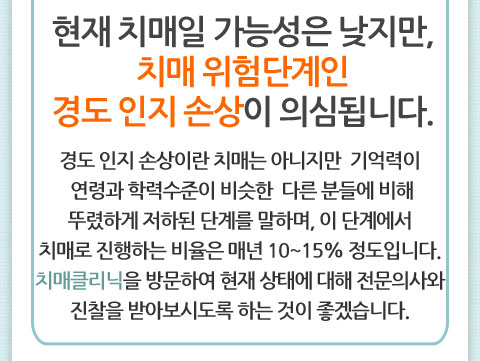 현재 치매일 가능성은 낮지만,
치매 위험단계인
경도 인지 손상이 의심됩니다.
경도 인지 손상이란 치매는 아니지만 기억력이
연령과 학력수준이 비슷한 다른 분들에 비해
뚜렸하게 저하된 단계를 말하며, 이 단계에서
치매로 진행하는 비율은 매년 10~15% 정도입니다.
치매클리닉을 방문하여 현재 상태에 대해 전문의사와
진찰을 받아보시도록 하는 것이 좋겠습니다.